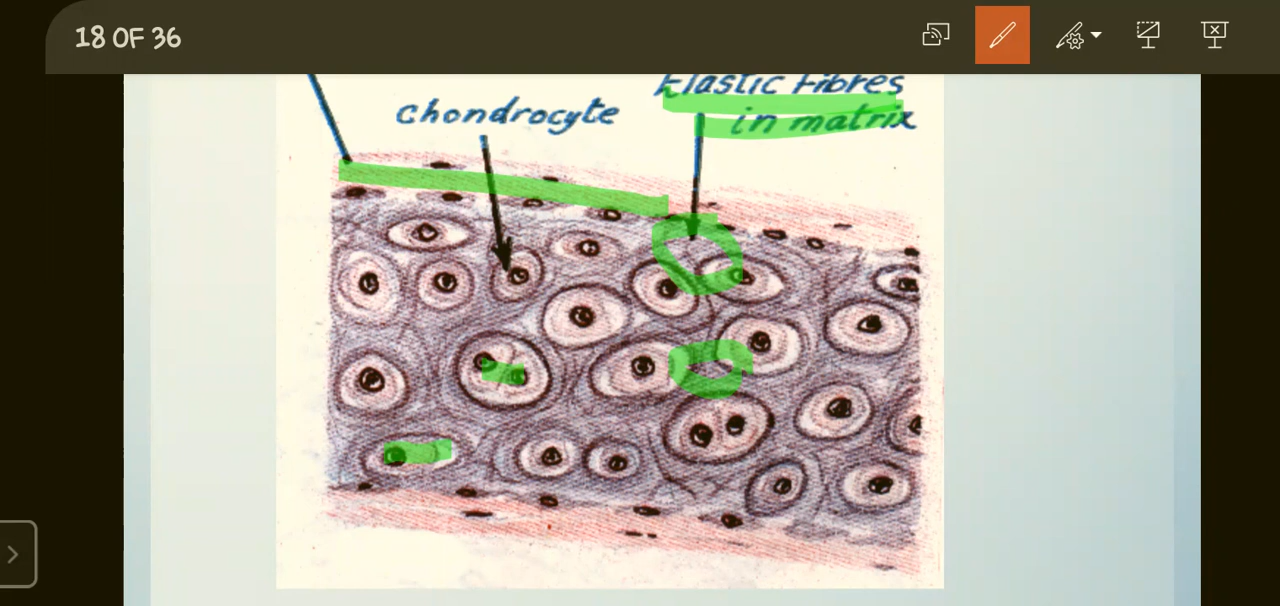 18 OF 36
Elastic Fibres
chondrocyte
in matrix